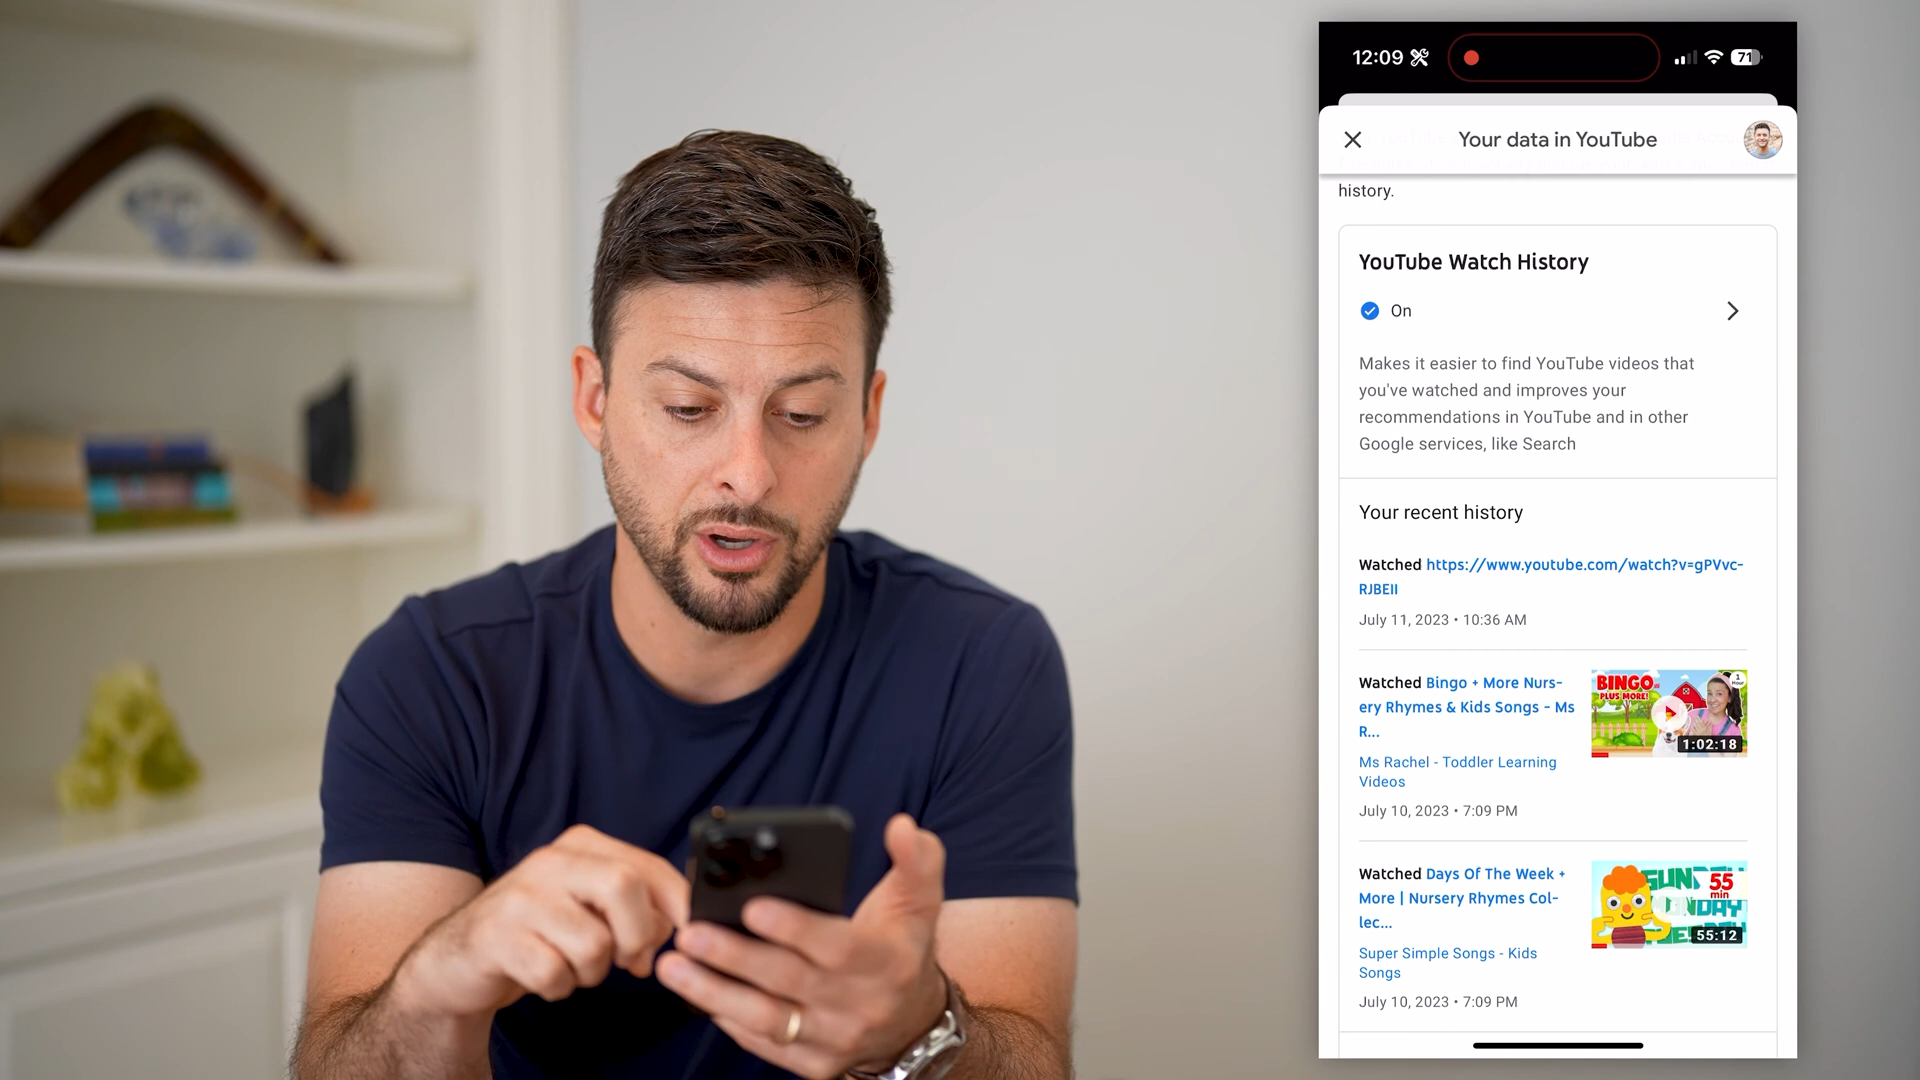 12:09
71
Your data in YouTube
history.
YouTube Watch History
On
Makes it easier to find YouTube videos that
you've watched and improves your
recommendations in YouTube and in other
Google services, like Search
Your recent history
Watched https://www.youtube.com/watch?v=gPVvc-
RJBEII
July 11, 2023 • 10:36 AM
Watched Bingo + More Nurs-
ery Rhymes & Kids Songs - Ms
R...
Ms Rachel - Toddler Learning
Videos
July 10, 2023 • 7:09 PM
BINGO
PLUS MORE!
1
Hour
1:02:18
Watched Days Of The Week +
More | Nursery Rhymes Col-
lec...
Super Simple Songs - Kids
Songs
July 10, 2023 • 7:09 PM
55
min
55:12